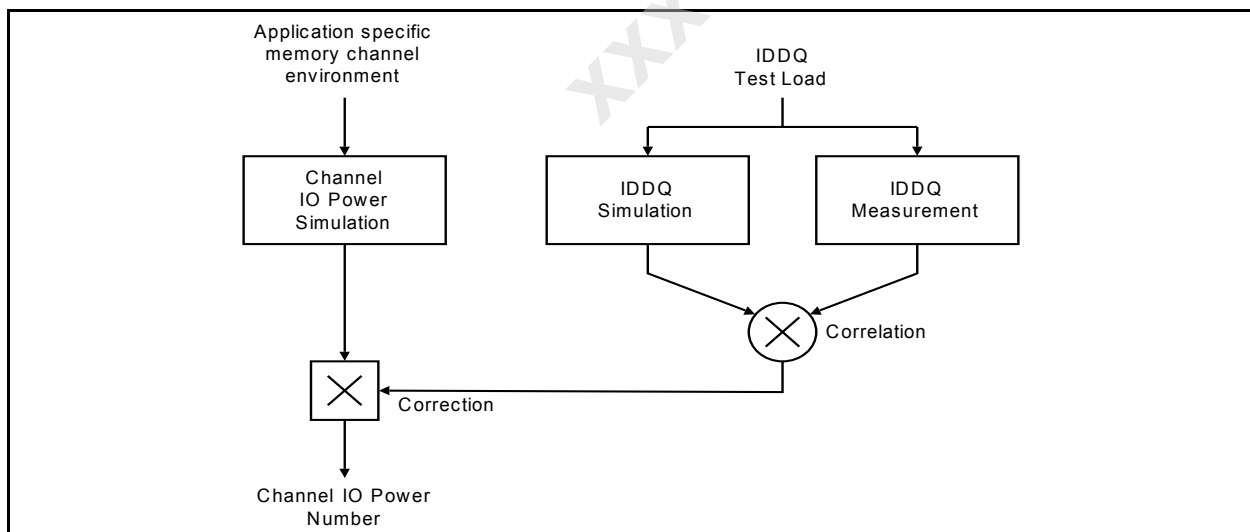 Application specific
memory channel
environment
IDDQ
Test Load
Channel
IO Power
Simulation
IDDQ
Simulation
IDDQ
Measurement
Correlation
Correction
Channel IO Power
Number
xxx